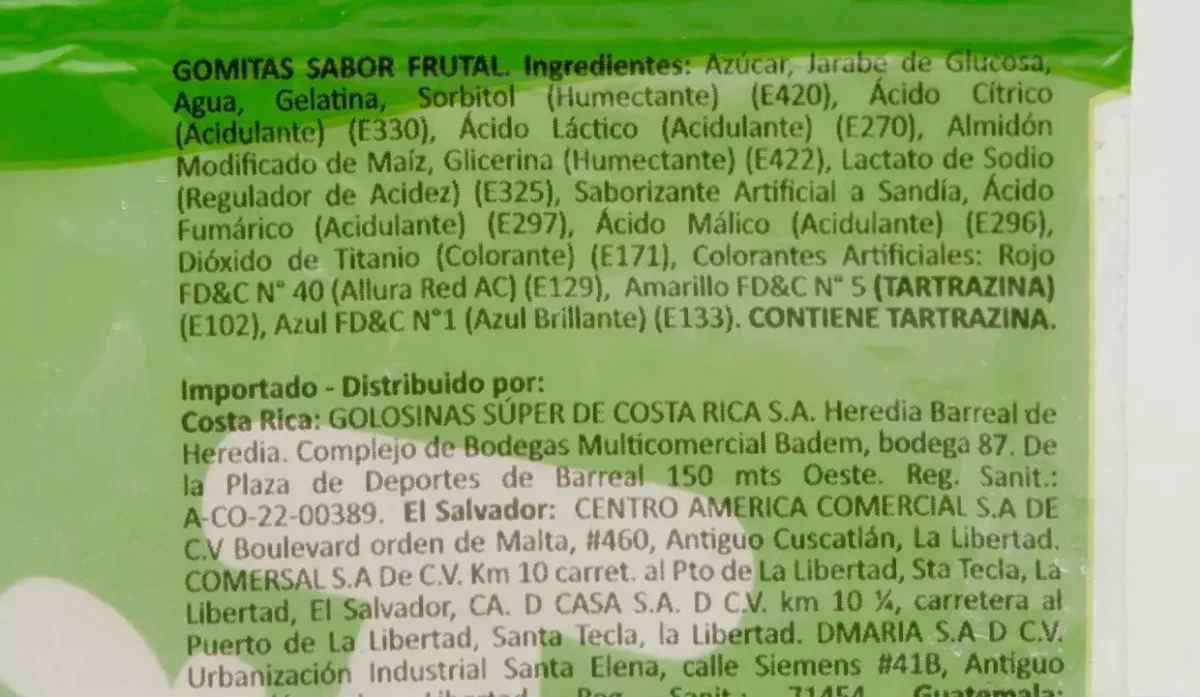 GOMITAS SABOR FRUTAL. Ingredientes: Azúcar, Jarabe de Glucosa,
Agua, Gelatina, Sorbitol (Humectante) (E420), Ácido Cítrico
(Acidulante) (E330), Ácido Láctico (Acidulante) (E270), Almidón
Modificado de Maíz, Glicerina (Humectante) (E422), Lactato de Sodio
(Regulador de Acidez) (E325), Saborizante Artificial a Sandía, Ácido
Fumárico (Acidulante) (E297), Ácido Málico (Acidulante) (E296),
Dióxido de Titanio (Colorante) (E171), Colorantes Artificiales: Rojo
FD&C N° 40 (Allura Red AC) (E129), Amarillo FD&C N° 5 (TARTRAZINA)
(E102), Azul FD&C N°1 (Azul Brillante) (E133). CONTIENE TARTRAZINA.
Importado - Distribuido por:
Costa Rica: GOLOSINAS SÚPER DE COSTA RICA S.A. Heredia Barreal de
Heredia. Complejo de Bodegas Multicomercial Badem, bodega 87. De
la Plaza de Deportes de Barreal 150 mts Oeste. Reg. Sanit.:
A-CO-22-00389. El Salvador: CENTRO AMERICA COMERCIAL S.A DE
C.V Boulevard orden de Malta, #460, Antiguo Cuscatlán, La Libertad.
COMERSAL S.A De C.V. Km 10 carret. al Pto de La Libertad, Sta Tecla, La
Libertad, El Salvador, CA. D CASA S.A. D C.V. km 10 ¼, carretera al
Puerto de La Libertad, Santa Tecla, la Libertad. DMARIA S.A D C.V.
Urbanización Industrial Santa Elena, calle Siemens #41B, Antiguo
Libertad Reg. Sanit.: 71454 Guatemala: